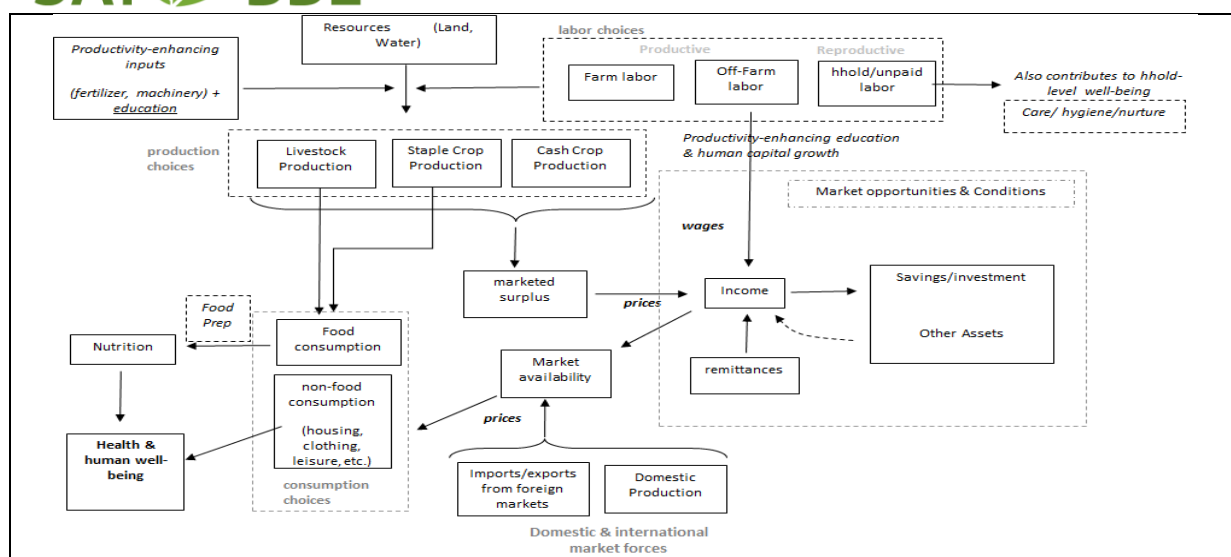 Resources (Land,
Water)
Productivity-enhancing
inputs
(fertilizer, machinery) +
education
labor choices
Productive
Reproductive
Farm labor
Off-Farm
labor
hhold/unpaid
labor
Also contributes to hhold-
level well-being
Care/ hygiene/nurture
production
choices
Livestock
Production
Staple Crop
Production
Cash Crop
Production
Productivity-enhancing education
& human capital growth
Market opportunities & Conditions
wages
marketed
surplus
prices
Income
Savings/investment
Other Assets
remittances
Food
Prep
Nutrition
Food
consumption
Market
availability
non-food
consumption
(housing,
clothing,
leisure, etc.)
prices
Health &
human well-
being
consumption
choices
Imports/exports
from foreign
markets
Domestic
Production
Domestic & international
market forces